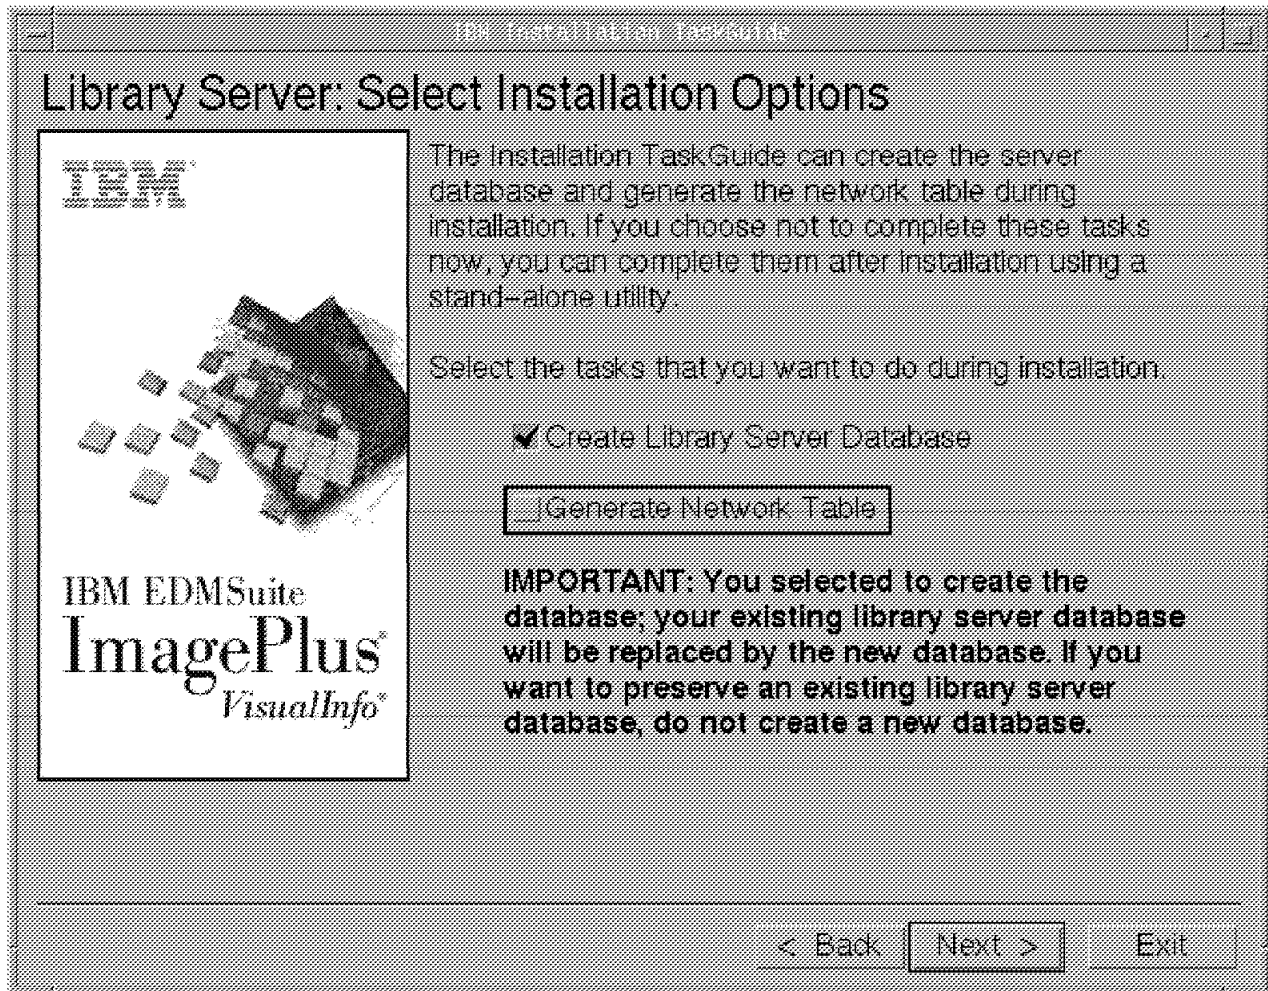 IBM Installation TaskGuide
Library Server: Select Installation Options
IBM
The Installation TaskGuide can create the server
database and generate the network table during
installation. If you choose not to complete these tasks
now, you can complete them after installation using a
stand-alone utility.
Select the tasks that you want to do during installation.
Create Library Server Database
Generate Network Table
IMPORTANT: You selected to create the
database; your existing library server database
will be replaced by the new database. If you
want to preserve an existing library server
database, do not create a new database.
IBM EDMSuite
ImagePlus®
VisualInfo®
< Back
Next >
Exit